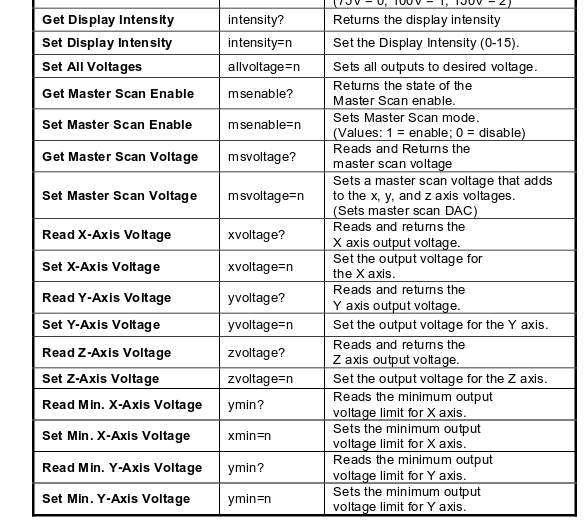 (75V = 0, 100V = 1, 150V = 2)
Get Display Intensity intensity? Returns the display intensity
Set Display Intensity intensity=n Set the Display Intensity (0-15).
Set All Voltages allvoltage=n Sets all outputs to desired voltage.
Get Master Scan Enable msenable? Returns the state of the
Master Scan enable.
Set Master Scan Enable msenable=n Sets Master Scan mode.
(Values: 1 = enable; 0 = disable)
Get Master Scan Voltage msvoltage? Reads and Returns the
master scan voltage
Set Master Scan Voltage msvoltage=n Sets a master scan voltage that adds
to the x, y, and z axis voltages.
(Sets master scan DAC)
Read X-Axis Voltage xvoltage? Reads and returns the
X axis output voltage.
Set X-Axis Voltage xvoltage=n Set the output voltage for
the X axis.
Read Y-Axis Voltage yvoltage? Reads and returns the
Y axis output voltage.
Set Y-Axis Voltage yvoltage=n Set the output voltage for the Y axis.
Read Z-Axis Voltage zvoltage? Reads and returns the
Z axis output voltage.
Set Z-Axis Voltage zvoltage=n Set the output voltage for the Z axis.
Read Min. X-Axis Voltage ymin? Reads the minimum output
voltage limit for X axis.
Set Min. X-Axis Voltage xmin=n Sets the minimum output
voltage limit for X axis.
Read Min. Y-Axis Voltage ymin? Reads the minimum output
voltage limit for Y axis.
Set Min. Y-Axis Voltage ymin=n Sets the minimum output
voltage limit for Y axis.